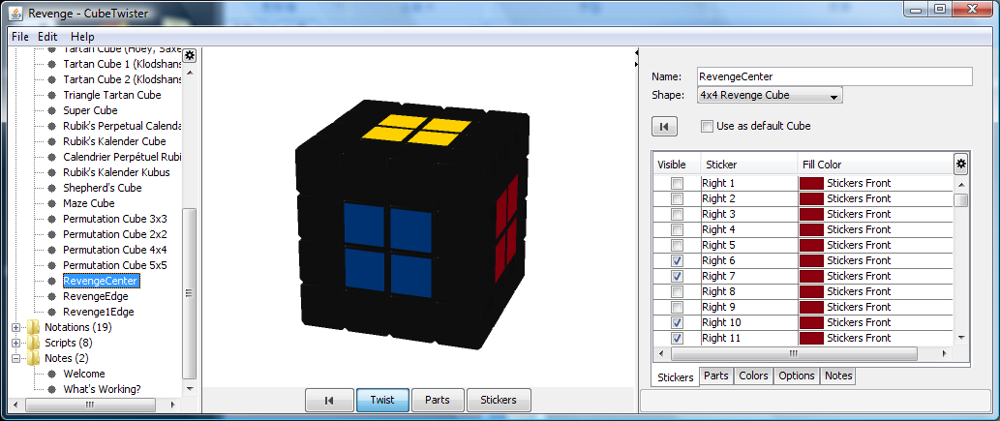 Revenge - CubeTwister
File Edit Help
Tartan Cube (Hoey, Saxe
Tartan Cube 1 (Klodshans
Tartan Cube 2 (Klodshans
Triangle Tartan Cube
Super Cube
Rubik's Perpetual Calenda
Rubik's Kalender Cube
Calendrier Perpétuel Rubi
Rubik's Kalender Kubus
Shepherd's Cube
Maze Cube
Permutation Cube 3x3
Permutation Cube 2x2
Permutation Cube 4x4
Permutation Cube 5x5
RevengeCenter
RevengeEdge
Revenge1Edge
Notations (19)
Scripts (8)
Notes (2)
Welcome
What's Working?
Twist Parts Stickers
Name: RevengeCenter
Shape: 4x4 Revenge Cube
Use as default Cube
Visible Sticker Fill Color
Right 1 Stickers Front
Right 2 Stickers Front
Right 3 Stickers Front
Right 4 Stickers Front
Right 5 Stickers Front
Right 6 Stickers Front
Right 7 Stickers Front
Right 8 Stickers Front
Right 9 Stickers Front
Right 10 Stickers Front
Right 11 Stickers Front
Stickers Parts Colors Options Notes